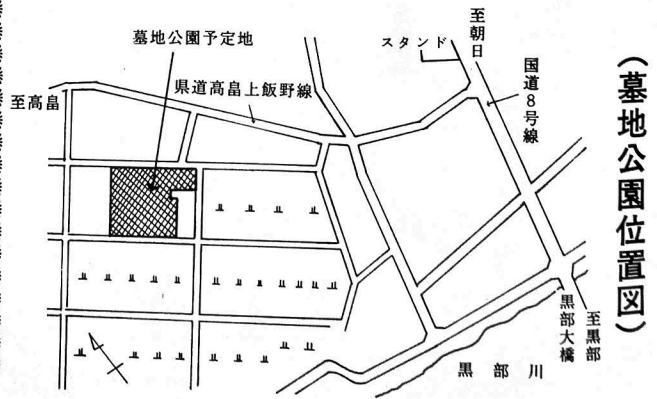 （墓地公園位置図）
至朝日
国道8号線
スタンド
墓地公園予定地
県道高畠上飯野線
至高畠
至黒部
黒部大橋
黒部川